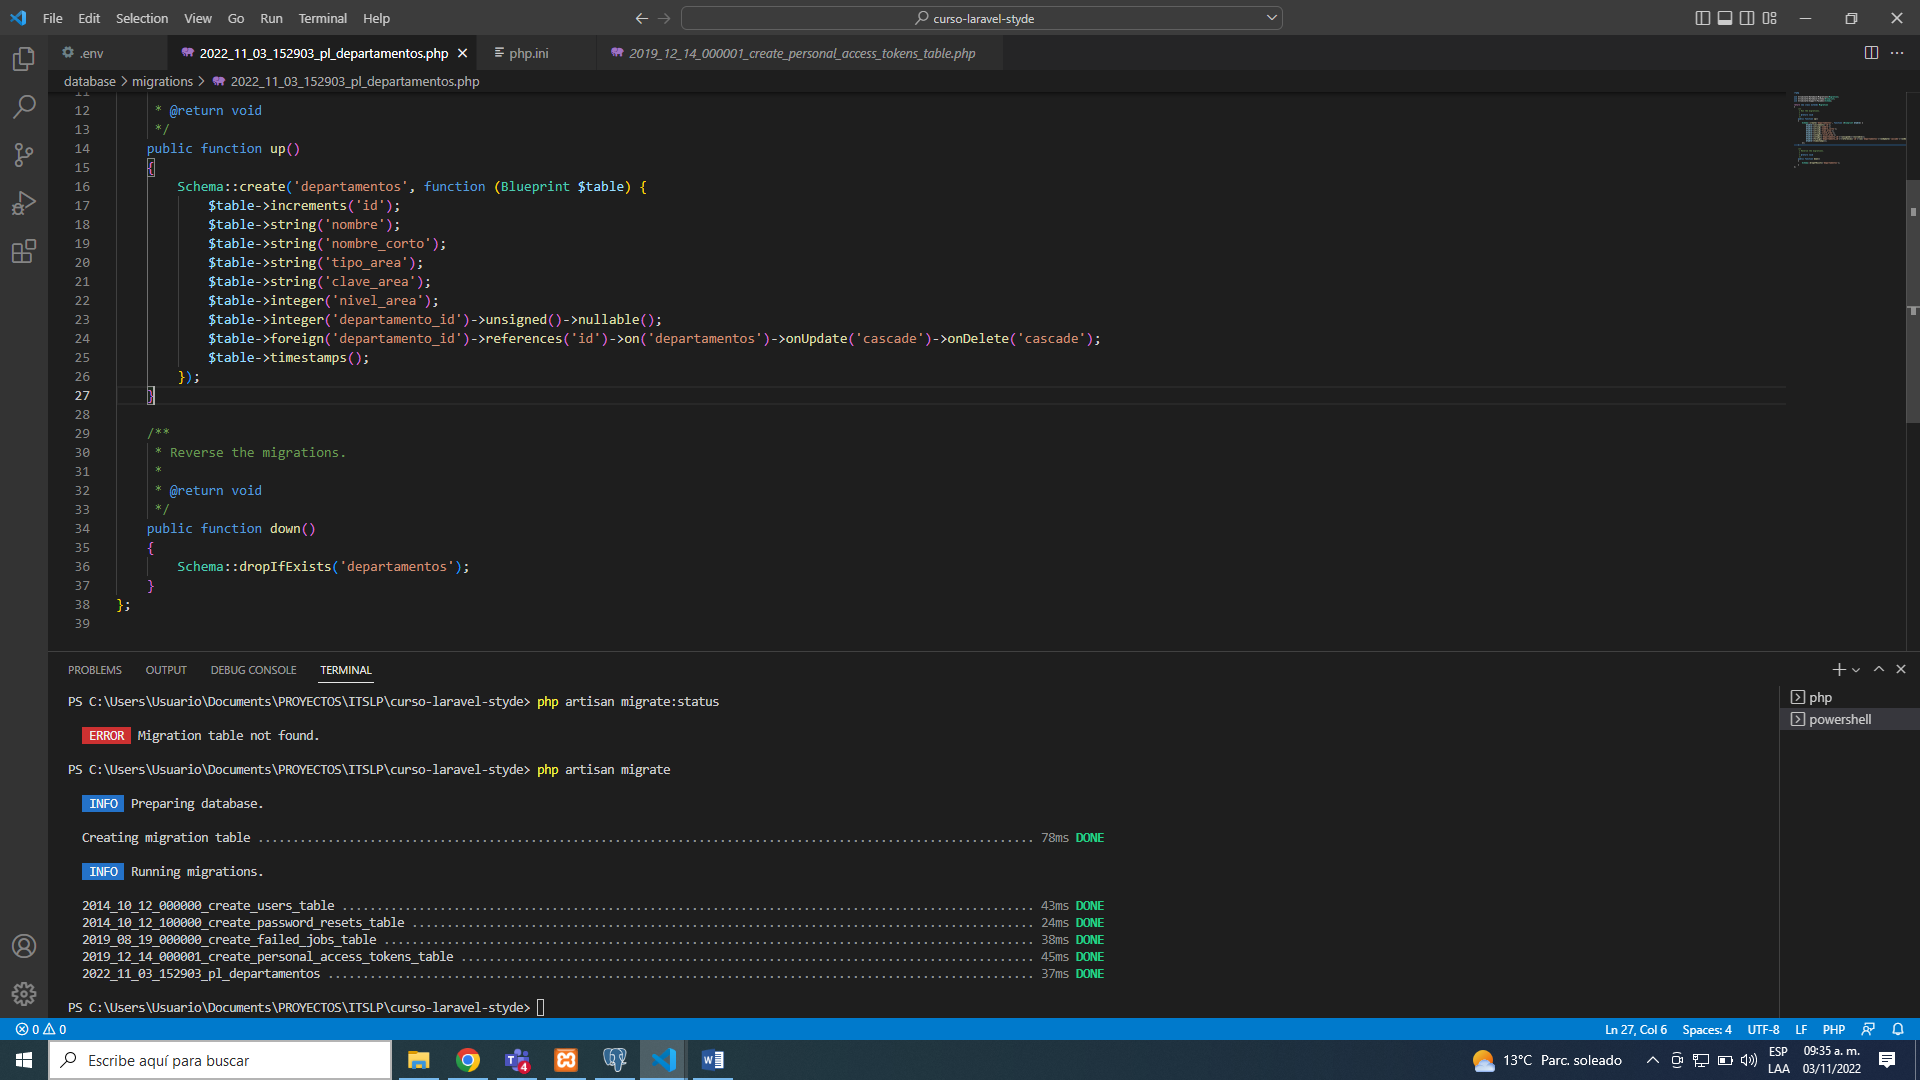 File Edit Selection View Go Run Terminal Help
curso-laravel-styde
.env
2022_11_03_152903_pl_departamentos.php
php.ini
2019_12_14_000001_create_personal_access_tokens_table.php
database > migrations > 2022_11_03_152903_pl_departamentos.php
11
12 * @return void
13 */
14 public function up()
15 {
16 Schema::create('departamentos', function (Blueprint $table) {
17 $table->increments('id');
18 $table->string('nombre');
19 $table->string('nombre_corto');
20 $table->string('tipo_area');
21 $table->string('clave_area');
22 $table->integer('nivel_area');
23 $table->integer('departamento_id')->unsigned()->nullable();
24 $table->foreign('departamento_id')->references('id')->on('departamentos')->onUpdate('cascade')->onDelete('cascade');
25 $table->timestamps();
26 });
27 }
28
29 /**
30 * Reverse the migrations.
31 *
32 * @return void
33 */
34 public function down()
35 {
36 Schema::dropIfExists('departamentos');
37 }
38 };
39
PROBLEMS OUTPUT DEBUG CONSOLE TERMINAL
php
powershell
PS C:\Users\Usuario\Documents\PROYECTOS\ITSLP\curso-laravel-styde> php artisan migrate:status
ERROR Migration table not found.
PS C:\Users\Usuario\Documents\PROYECTOS\ITSLP\curso-laravel-styde> php artisan migrate
INFO Preparing database.
Creating migration table ........ 78ms DONE
INFO Running migrations.
2014_10_12_000000_create_users_table ........ 43ms DONE
2014_10_12_100000_create_password_resets_table ........ 24ms DONE
2019_08_19_000000_create_failed_jobs_table ........ 38ms DONE
2019_12_14_000001_create_personal_access_tokens_table ........ 45ms DONE
2022_11_03_152903_pl_departamentos ........ 37ms DONE
PS C:\Users\Usuario\Documents\PROYECTOS\ITSLP\curso-laravel-styde>
0 0
Ln 27, Col 6 Spaces: 4 UTF-8 LF PHP
Escribe aquí para buscar
4
13°C Parc. soleado
ESP
LAA
09:35 a. m.
03/11/2022